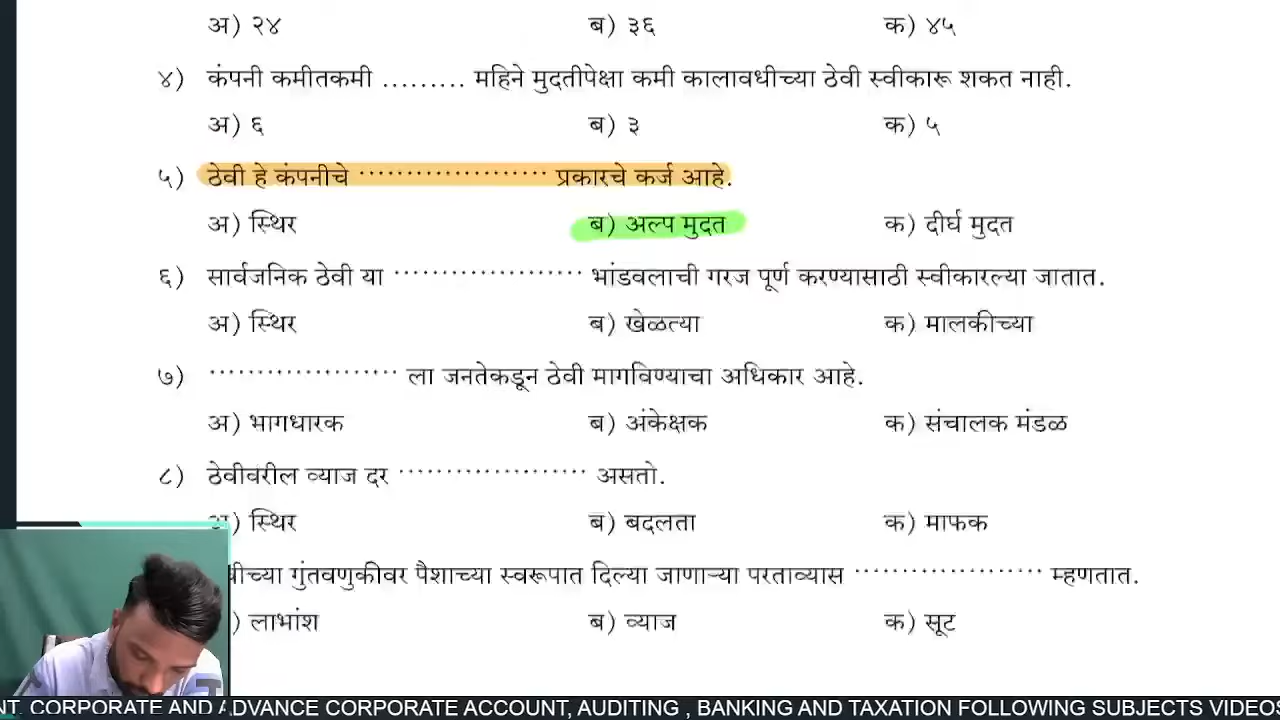 अ) २४ ब) ३६ क) ४५
४) कंपनी कमीतकमी ......... महिने मुदतीपेक्षा कमी कालावधीच्या ठेवी स्वीकारू शकत नाही.
अ) ६ ब) ३ क) ५
५) ठेवी हे कंपनीचे .................... प्रकारचे कर्ज आहे.
अ) स्थिर ब) अल्प मुदत क) दीर्घ मुदत
६) सार्वजनिक ठेवी या .................... भांडवलाची गरज पूर्ण करण्यासाठी स्वीकारल्या जातात.
अ) स्थिर ब) खेळत्या क) मालकीच्या
७) .................... ला जनतेकडून ठेवी मागविण्याचा अधिकार आहे.
अ) भागधारक ब) अंकेक्षक क) संचालक मंडळ
८) ठेवीवरील व्याज दर .................... असतो.
अ) स्थिर ब) बदलता क) माफक
गुंतवणुकीवर पैशाच्या स्वरूपात दिल्या जाणाऱ्या परताव्यास .................... म्हणतात.
) लाभांश ब) व्याज क) सूट
NT, CORPORATE AND ADVANCE CORPORATE ACCOUNT, AUDITING , BANKING AND TAXATION FOLLOWING SUBJECTS VIDEOS